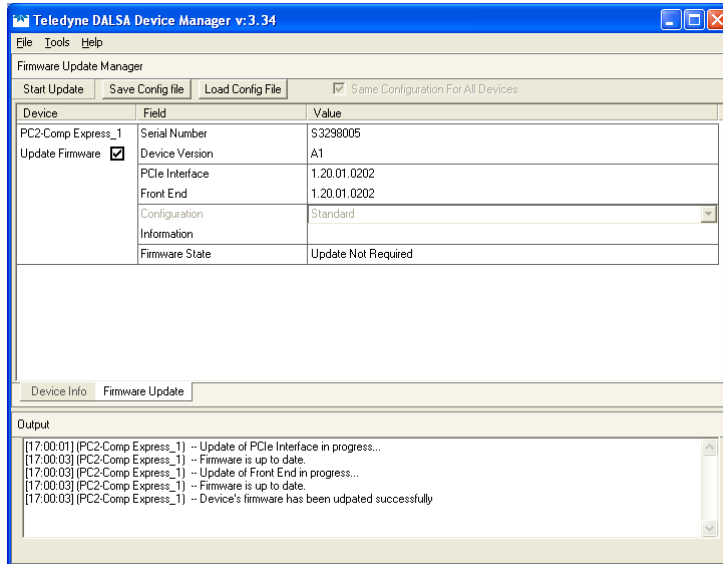 Teledyne DALSA Device Manager v:3.34
File Tools Help
Firmware Update Manager
Start Update Save Config file Load Config File Same Configuration For All Devices
Device Field Value
PC2-Comp Express_1 Serial Number S3298005
Update Firmware Device Version A1
PCIe Interface 1.20.01.0202
Front End 1.20.01.0202
Configuration Standard
Information
Firmware State Update Not Required
Device Info Firmware Update
Output
[17:00:01] (PC2-Comp Express_1) -- Update of PCIe Interface in progress...
[17:00:03] (PC2-Comp Express_1) -- Firmware is up to date.
[17:00:03] (PC2-Comp Express_1) -- Update of Front End in progress...
[17:00:03] (PC2-Comp Express_1) -- Firmware is up to date.
[17:00:03] (PC2-Comp Express_1) -- Device's firmware has been udpated successfully